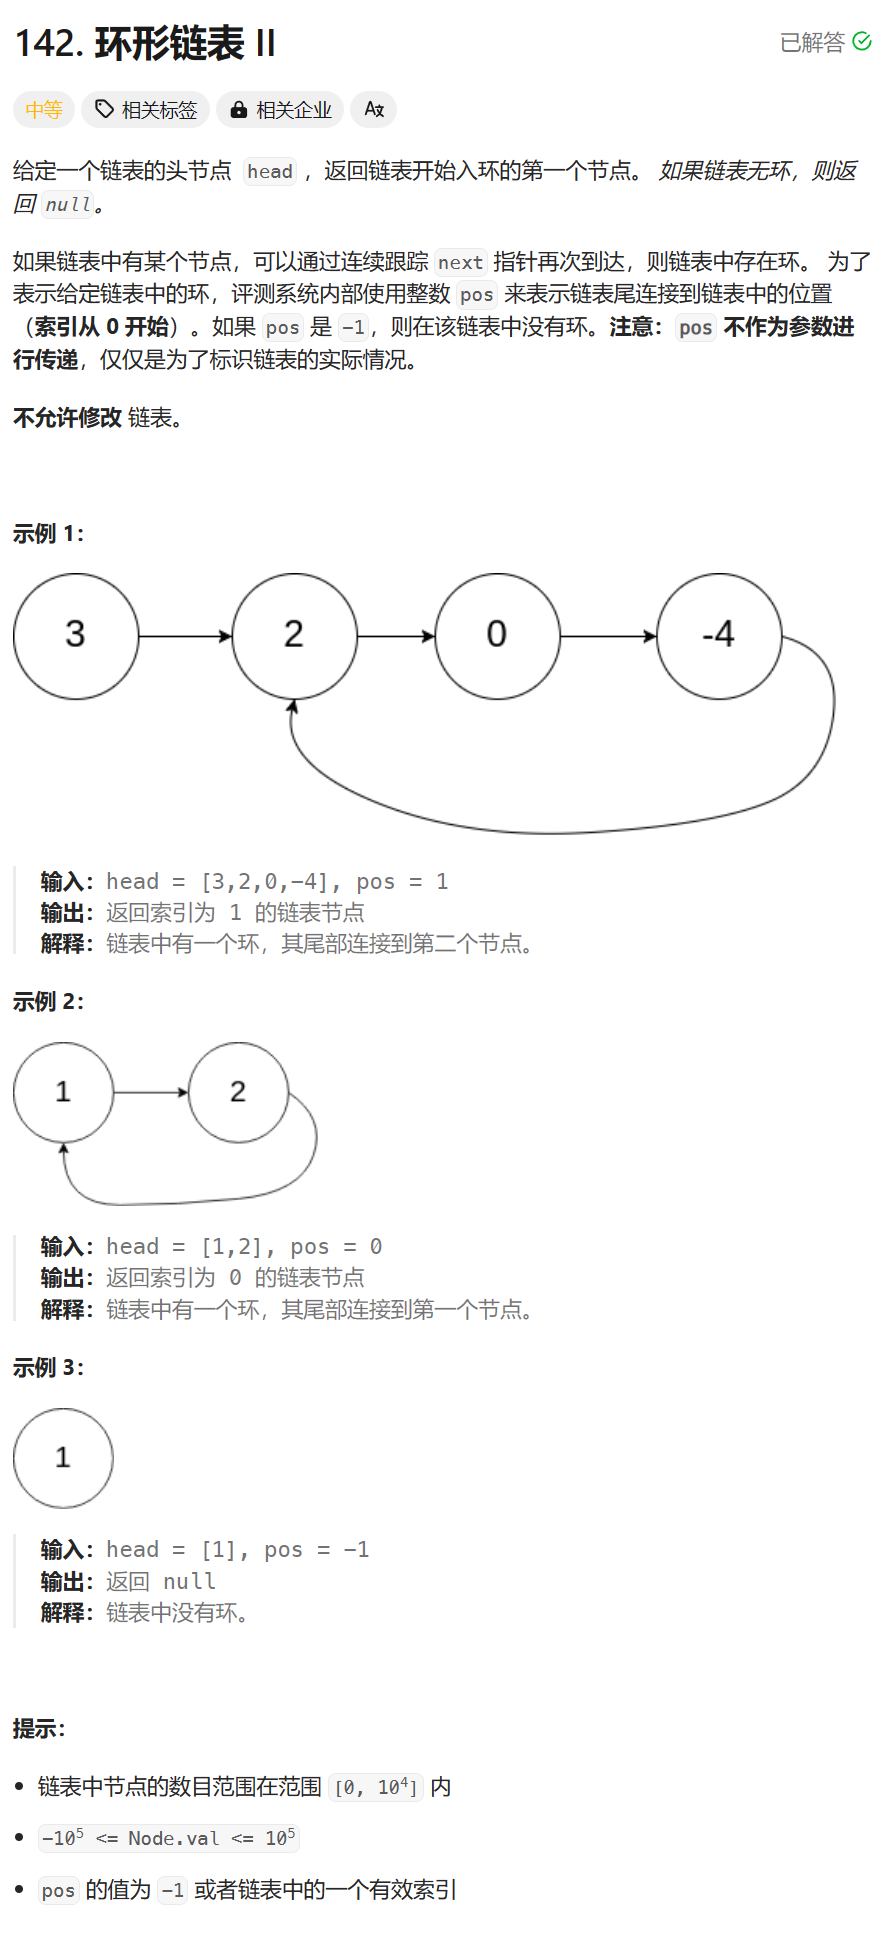 142. 环形链表 II
已解答
中等 相关标签 相关企业
给定一个链表的头节点 head ，返回链表开始入环的第一个节点。 如果链表无环，则返
回 null。
如果链表中有某个节点，可以通过连续跟踪 next 指针再次到达，则链表中存在环。 为了
表示给定链表中的环，评测系统内部使用整数 pos 来表示链表尾连接到链表中的位置
（索引从 0 开始）。如果 pos 是 -1，则在该链表中没有环。注意：pos 不作为参数进
行传递，仅仅是为了标识链表的实际情况。
不允许修改 链表。
示例 1：
3 2 0 -4
输入：head = [3,2,0,-4], pos = 1
输出：返回索引为 1 的链表节点
解释：链表中有一个环，其尾部连接到第二个节点。
示例 2：
1 2
输入：head = [1,2], pos = 0
输出：返回索引为 0 的链表节点
解释：链表中有一个环，其尾部连接到第一个节点。
示例 3：
1
输入：head = [1], pos = -1
输出：返回 null
解释：链表中没有环。
提示：
链表中节点的数目范围在范围 [0, 10⁴] 内
-10⁵ <= Node.val <= 10⁵
pos 的值为 -1 或者链表中的一个有效索引